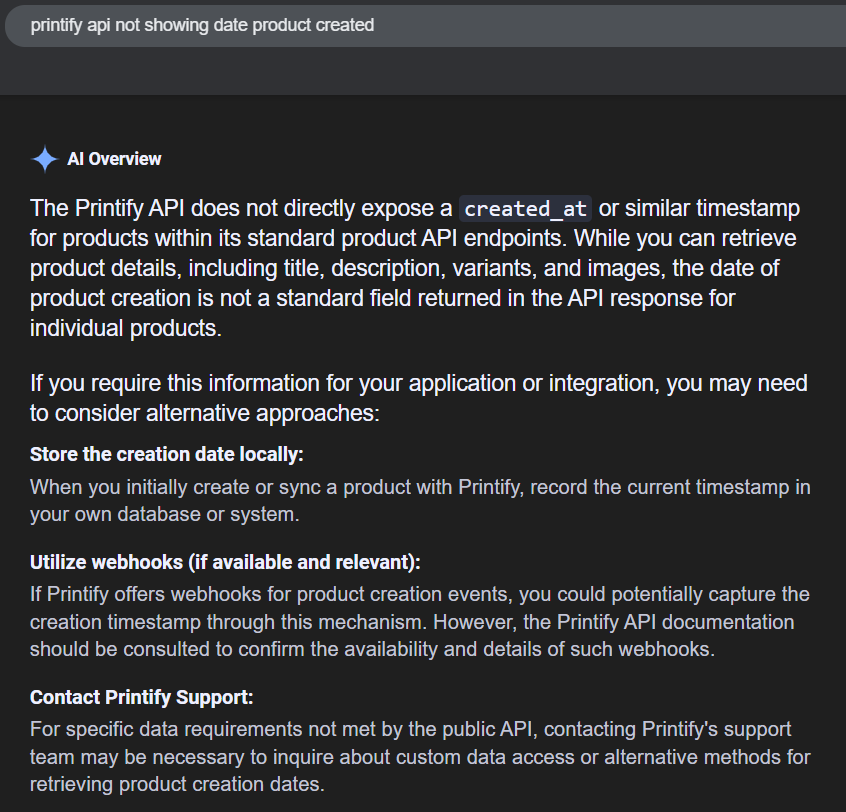 printify api not showing date product created
AI Overview
The Printify API does not directly expose a created_at or similar timestamp
for products within its standard product API endpoints. While you can retrieve
product details, including title, description, variants, and images, the date of
product creation is not a standard field returned in the API response for
individual products.
If you require this information for your application or integration, you may need
to consider alternative approaches:
Store the creation date locally:
When you initially create or sync a product with Printify, record the current timestamp in
your own database or system.
Utilize webhooks (if available and relevant):
If Printify offers webhooks for product creation events, you could potentially capture the
creation timestamp through this mechanism. However, the Printify API documentation
should be consulted to confirm the availability and details of such webhooks.
Contact Printify Support:
For specific data requirements not met by the public API, contacting Printify's support
team may be necessary to inquire about custom data access or alternative methods for
retrieving product creation dates.